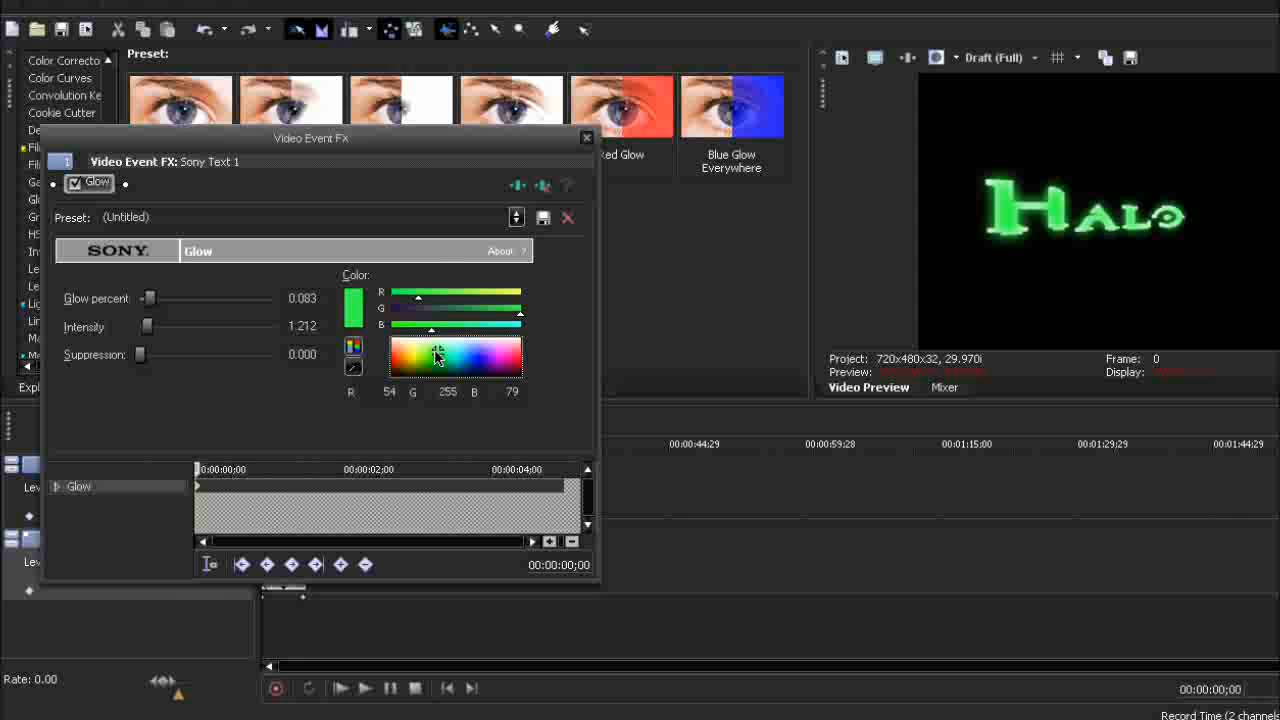 Preset:
Draft (Full)
Color Correcto
Color Curves
Convolution Ke
Cookie Cutter
Video Event FX
1 Video Event FX: Sony Text 1
Glow
Preset: (Untitled)
SONY. Glow About ?
Color:
Glow percent: 0.083 R
G
Intensity 1.212 B
Suppression: 0.000
R 54 G 255 B 79
Blue Glow
Everywhere
HALO
Project: 720x480x32, 29.970i Frame: 0
Preview: Display:
Video Preview Mixer
00:00:44;29 00:00:59;28 00:01:15;00 00:01:29;29 00:01:44;29
00:00:00;00 00:00:02;00 00:00:04;00
Glow
00:00:00;00
Rate: 0.00
00:00:00;00
Record Time (2 channel